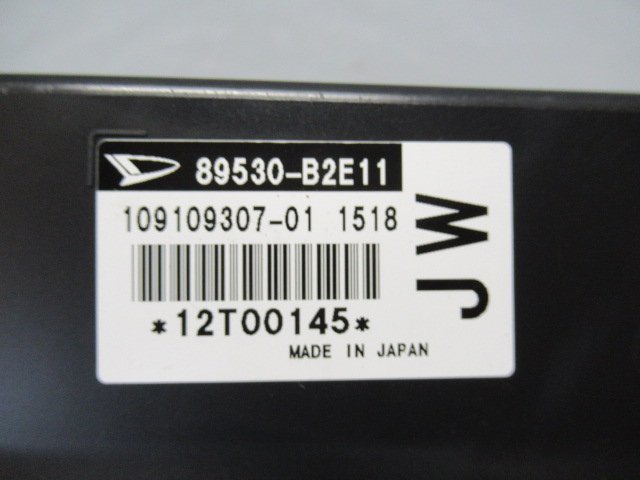 89530-B2E11
109109307-01 1518
*12T00145*
MADE IN JAPAN
JW